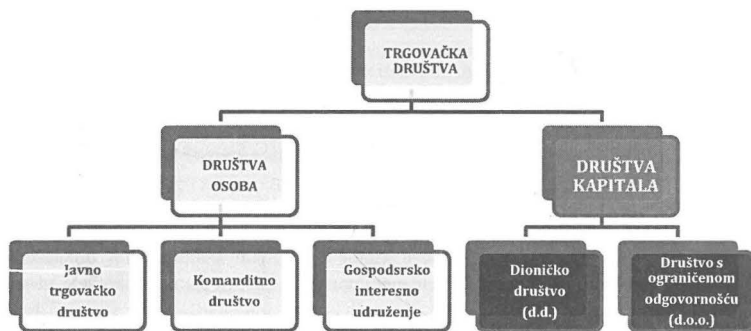 TRGOVAČKA
DRUŠTVA
DRUŠTVA
OSOBA
DRUŠTVA
KAPITALA
Javno
trgovačko
društvo
Komanditno
društvo
Gospodsrsko
interesno
udruženje
Dioničko
društvo
(d.d.)
Društvo s
ograničenom
odgovornošću
(d.o.o.)